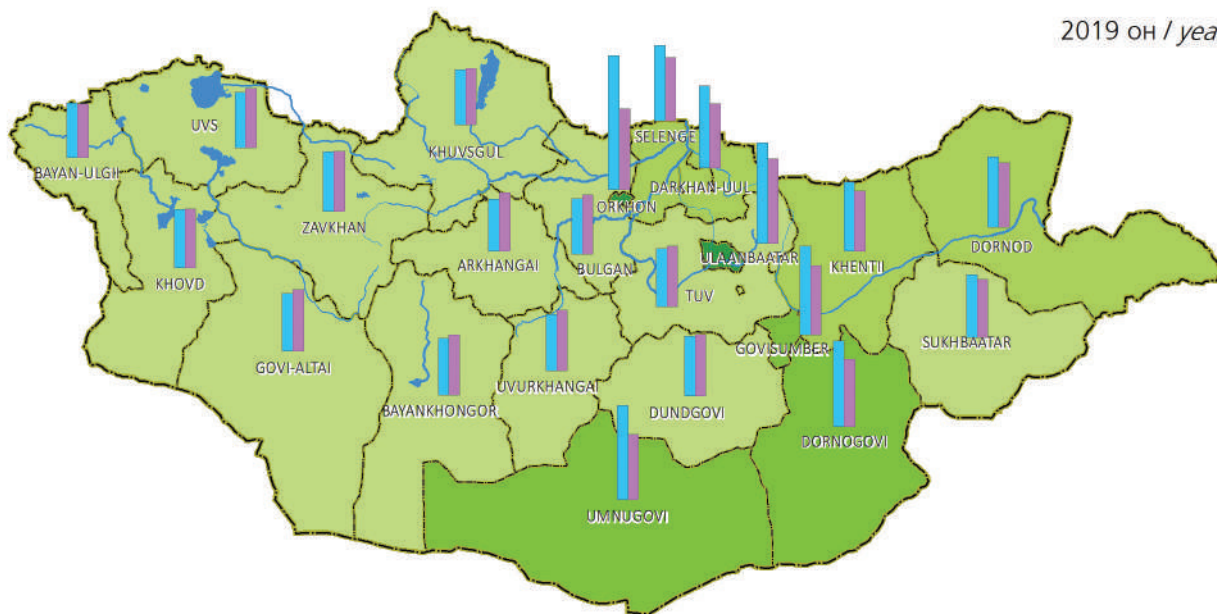 2019 он / yea
SELENGE
UVS
KHUVSGUL
BAYAN-ULGII
DARKHAN-UUL
ZAVKHAN
ORKHON
DORNOD
ULAANBAATAR
KHENTII
ARKHANGAI
BULGAN
KHOVD
TUV
SUKHBAATAR
GOVISUMBER
GOVI-ALTAI
UVURKHANGAI
BAYANKHONGOR
DUNDGOVI
DORNOGOVI
UMNUGOVI